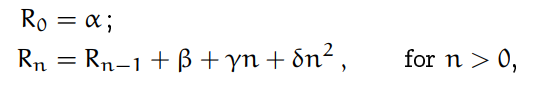 R₀ = α ;
Rₙ = Rₙ₋₁ + β + γn + δn² , for n > 0,